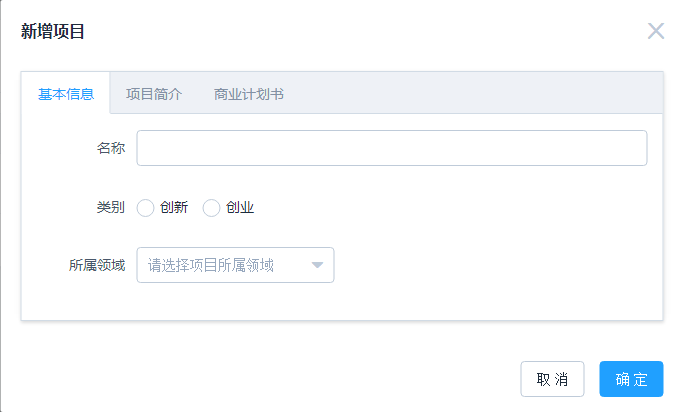 新增项目
基本信息 项目简介 商业计划书
名称
类别 创新 创业
所属领域 请选择项目所属领域
取消 确定